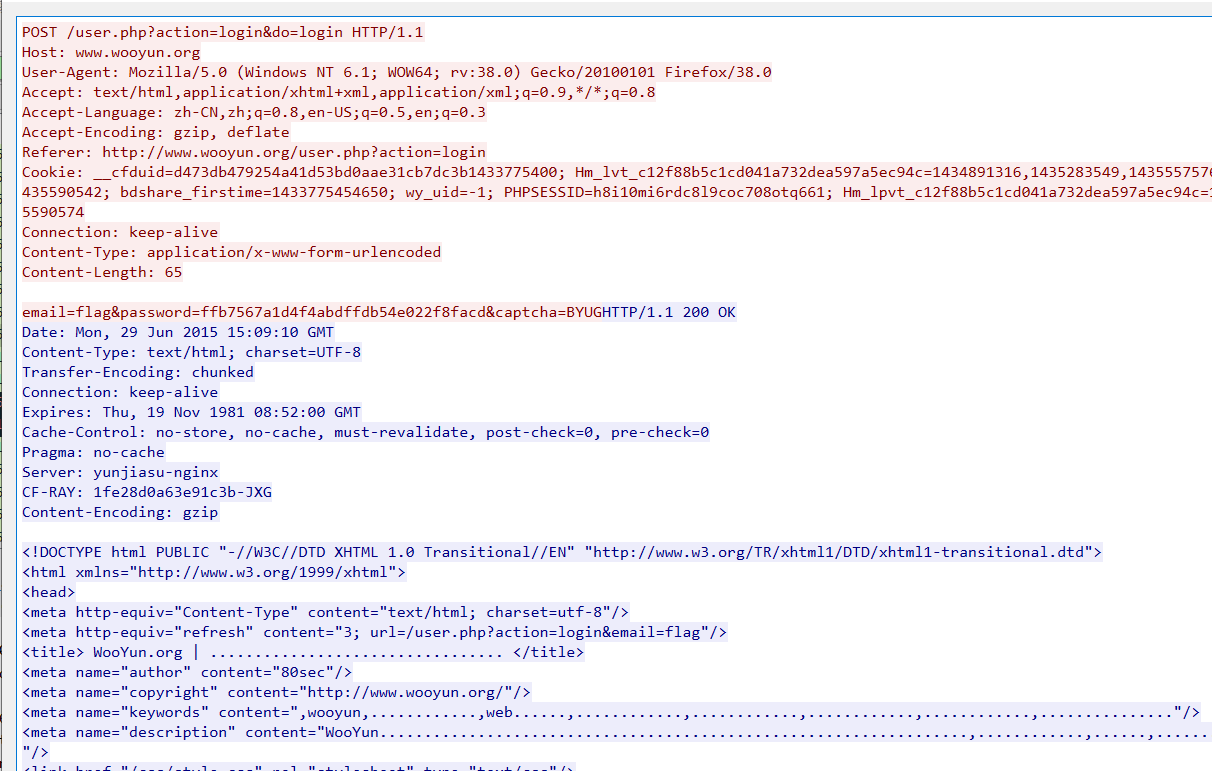 POST /user.php?action=login&do=login HTTP/1.1
Host: www.wooyun.org
User-Agent: Mozilla/5.0 (Windows NT 6.1; WOW64; rv:38.0) Gecko/20100101 Firefox/38.0
Accept: text/html,application/xhtml+xml,application/xml;q=0.9,*/*;q=0.8
Accept-Language: zh-CN,zh;q=0.8,en-US;q=0.5,en;q=0.3
Accept-Encoding: gzip, deflate
Referer: http://www.wooyun.org/user.php?action=login
Cookie: __cfduid=d473db479254a41d53bd0aae31cb7dc3b1433775400; Hm_lvt_c12f88b5c1cd041a732dea597a5ec94c=1434891316,1435283549,1435557576
435590542; bdshare_firstime=1433775454650; wy_uid=-1; PHPSESSID=h8i10mi6rdc8l9coc708otq661; Hm_lpvt_c12f88b5c1cd041a732dea597a5ec94c=
5590574
Connection: keep-alive
Content-Type: application/x-www-form-urlencoded
Content-Length: 65
email=flag&password=ffb7567a1d4f4abdffdb54e022f8facd&captcha=BYUGHTTP/1.1 200 OK
Date: Mon, 29 Jun 2015 15:09:10 GMT
Content-Type: text/html; charset=UTF-8
Transfer-Encoding: chunked
Connection: keep-alive
Expires: Thu, 19 Nov 1981 08:52:00 GMT
Cache-Control: no-store, no-cache, must-revalidate, post-check=0, pre-check=0
Pragma: no-cache
Server: yunjiasu-nginx
CF-RAY: 1fe28d0a63e91c3b-JXG
Content-Encoding: gzip
<!DOCTYPE html PUBLIC "-//W3C//DTD XHTML 1.0 Transitional//EN" "http://www.w3.org/TR/xhtml1/DTD/xhtml1-transitional.dtd">
<html xmlns="http://www.w3.org/1999/xhtml">
<head>
<meta http-equiv="Content-Type" content="text/html; charset=utf-8"/>
<meta http-equiv="refresh" content="3; url=/user.php?action=login&email=flag"/>
<title> WooYun.org | ................................. </title>
<meta name="author" content="80sec"/>
<meta name="copyright" content="http://www.wooyun.org/"/>
<meta name="keywords" content=",wooyun,............,web......,............,............,............,............,..............."/>
<meta name="description" content="WooYun..................................................................,............,......,......
"/>
<link href="/css/style.css" rel="stylesheet" type="text/css"/>